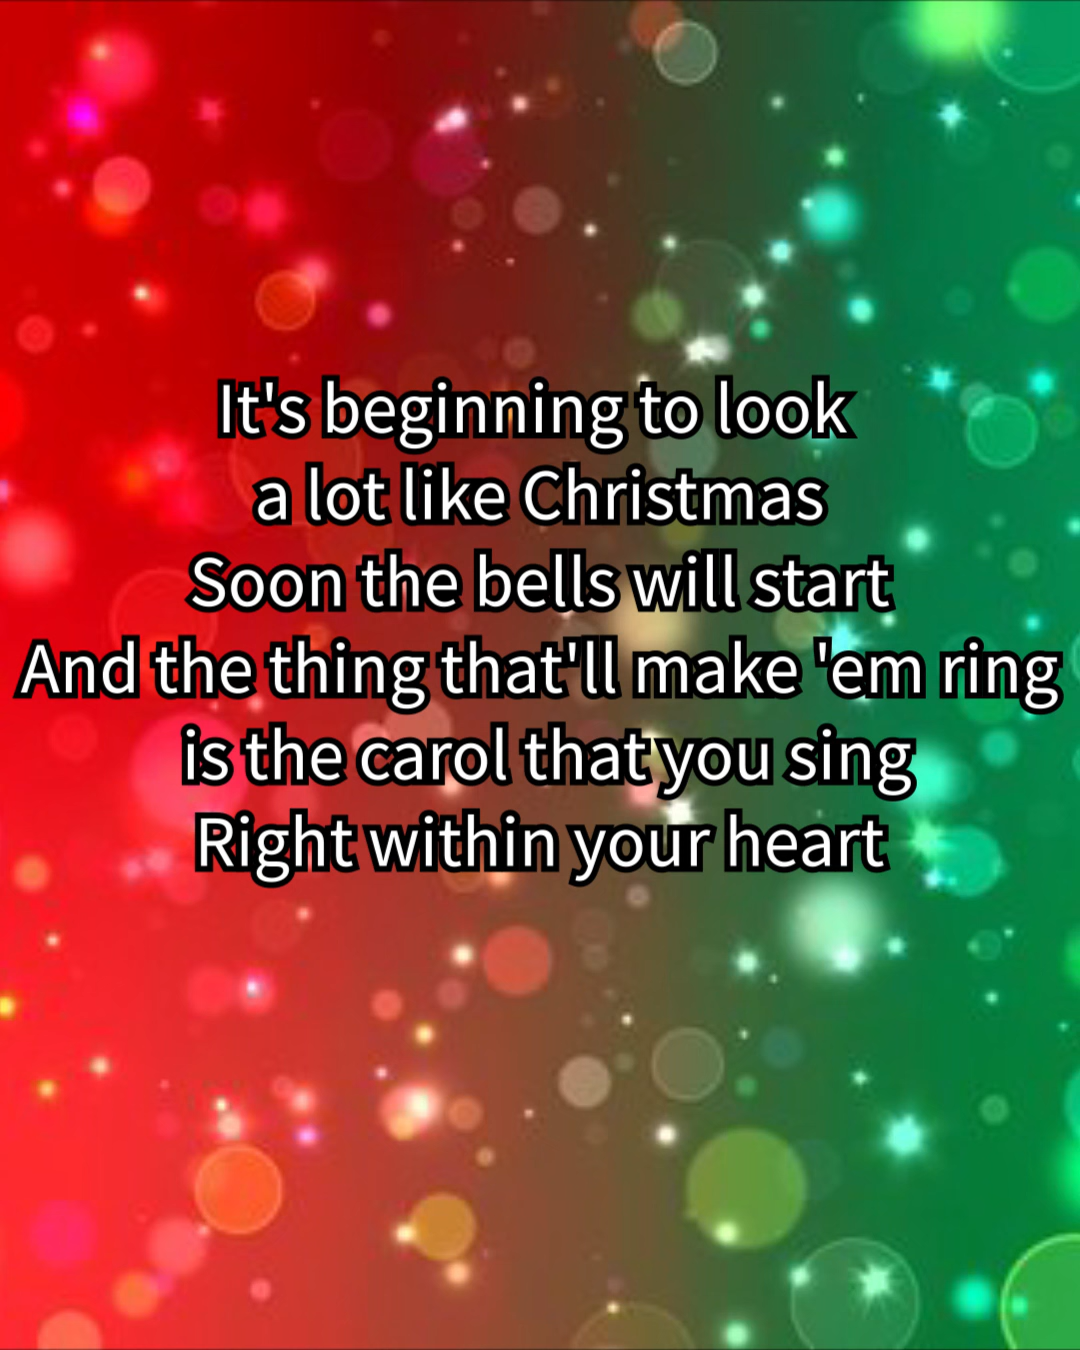 It's beginning to look
a lot like Christmas
Soon the bells will start
And the thing that'll make 'em ring
is the carol that you sing
Right within your heart